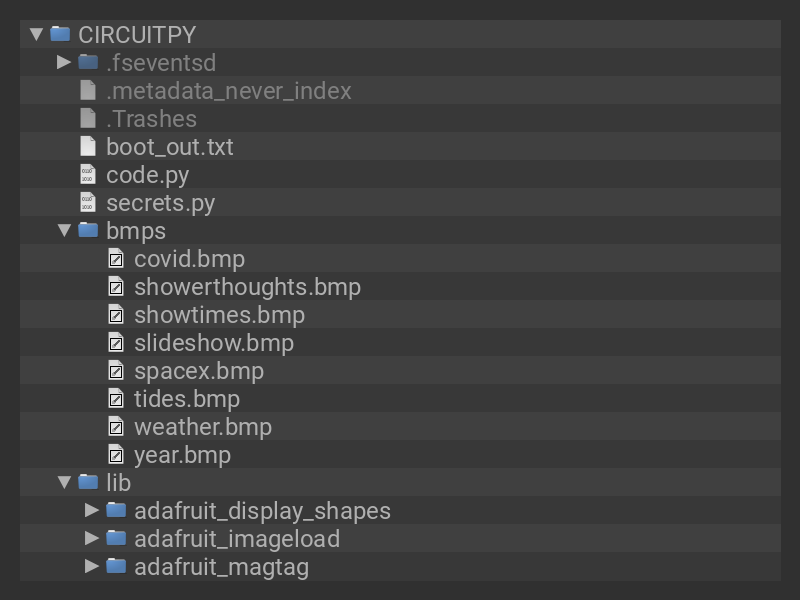 CIRCUITPY
.fseventsd
.metadata_never_index
.Trashes
boot_out.txt
code.py
secrets.py
bmps
covid.bmp
showerthoughts.bmp
showtimes.bmp
slideshow.bmp
spacex.bmp
tides.bmp
weather.bmp
year.bmp
lib
adafruit_display_shapes
adafruit_imageload
adafruit_magtag